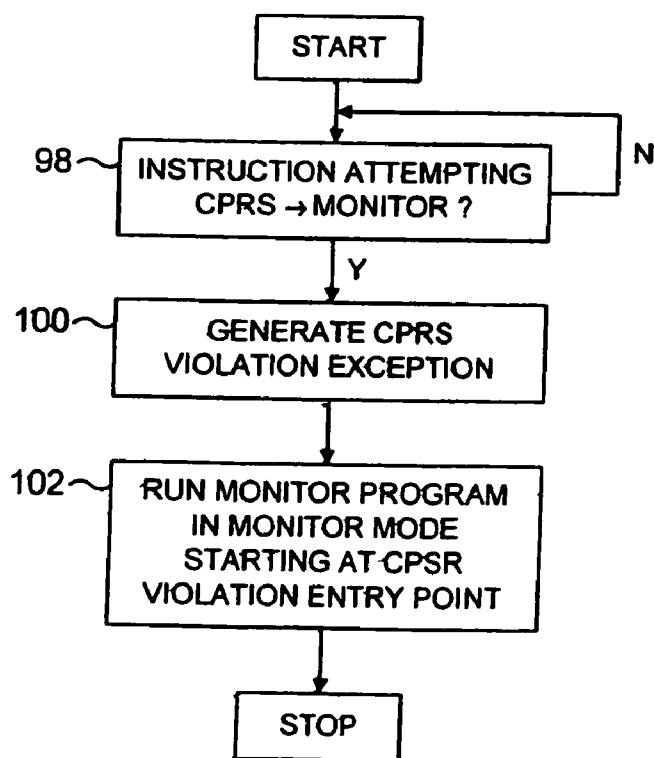 START
98
INSTRUCTION ATTEMPTING
CPRS → MONITOR ?
N
Y
100
GENERATE CPRS
VIOLATION EXCEPTION
102
RUN MONITOR PROGRAM
IN MONITOR MODE
STARTING AT CPSR
VIOLATION ENTRY POINT
STOP